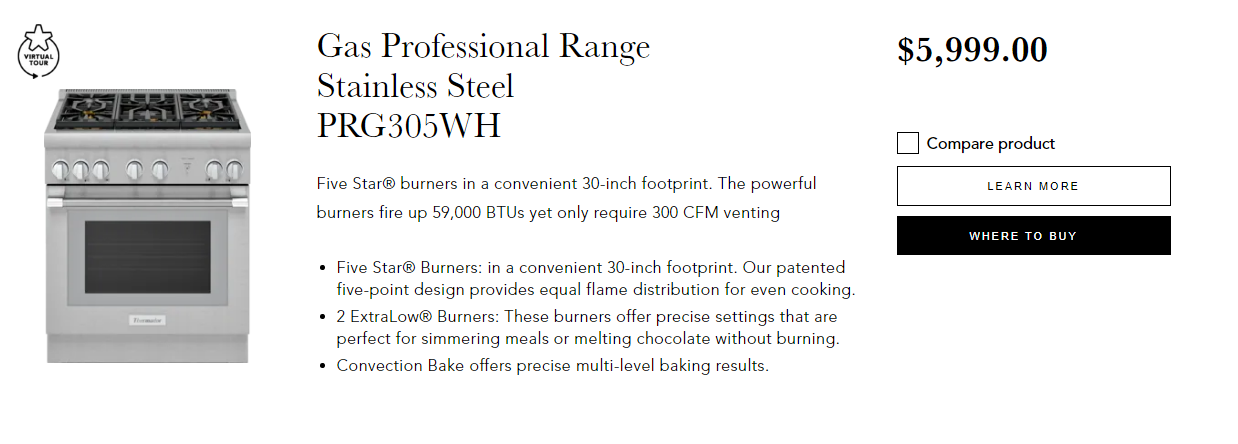 VIRTUAL
TOUR
Gas Professional Range
Stainless Steel
PRG305WH
Five Star® burners in a convenient 30-inch footprint. The powerful
burners fire up 59,000 BTUs yet only require 300 CFM venting
• Five Star® Burners: in a convenient 30-inch footprint. Our patented
five-point design provides equal flame distribution for even cooking.
• 2 ExtraLow® Burners: These burners offer precise settings that are
perfect for simmering meals or melting chocolate without burning.
• Convection Bake offers precise multi-level baking results.
$5,999.00
Compare product
LEARN MORE
WHERE TO BUY